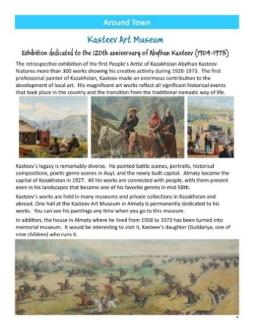 Around Town
Kasteev Art Museum
Exhibition dedicated to the 120th anniversary of Abylhan Kasteev (1904-1973)
The retrospective exhibition of the first People's Artist of Kazakhstan Abylhan Kasteev
features more than 300 works showing his creative activity during 1920-1973. The first
professional painter of Kazakhstan, Kasteev made an enormous contribution to the
development of local art. His magnificent art works reflect all significant historical events
that took place in the country and the transition from the traditional nomadic way of life.
Kasteev's legacy is remarkably diverse. He painted battle scenes, portraits, historical
compositions, poetic genre scenes in Auyl, and the newly built capital. Almaty became the
capital of Kazakhstan in 1927. All his works are connected with people, with them present
even in his landscapes that became one of his favorite genres in mid-50th.
Kasteev's works are held in many museums and private collections in Kazakhstan and
abroad. One hall at the Kasteev Art Museum in Almaty is permanently dedicated to his
works. You can see his paintings any time when you go to this museum.
In addition, the house in Almaty where he lived from 1956 to 1973 has been turned into
memorial museum. It would be interesting to visit it, Kasteev's daughter (Guldariya, one of
nine children) who runs it.